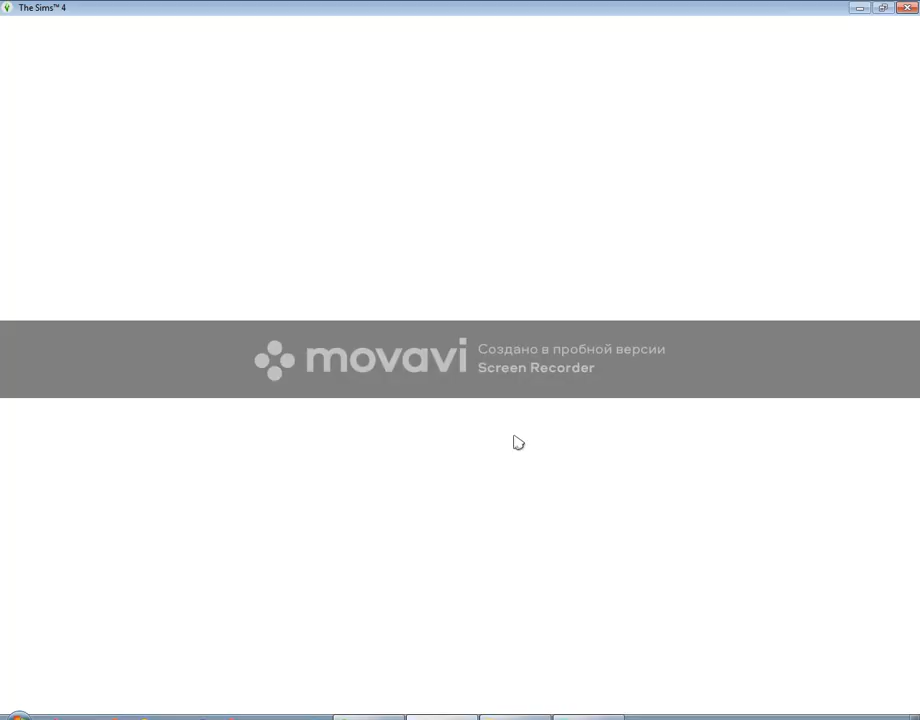 The Sims™ 4
movavi
Создано в пробной версии
Screen Recorder